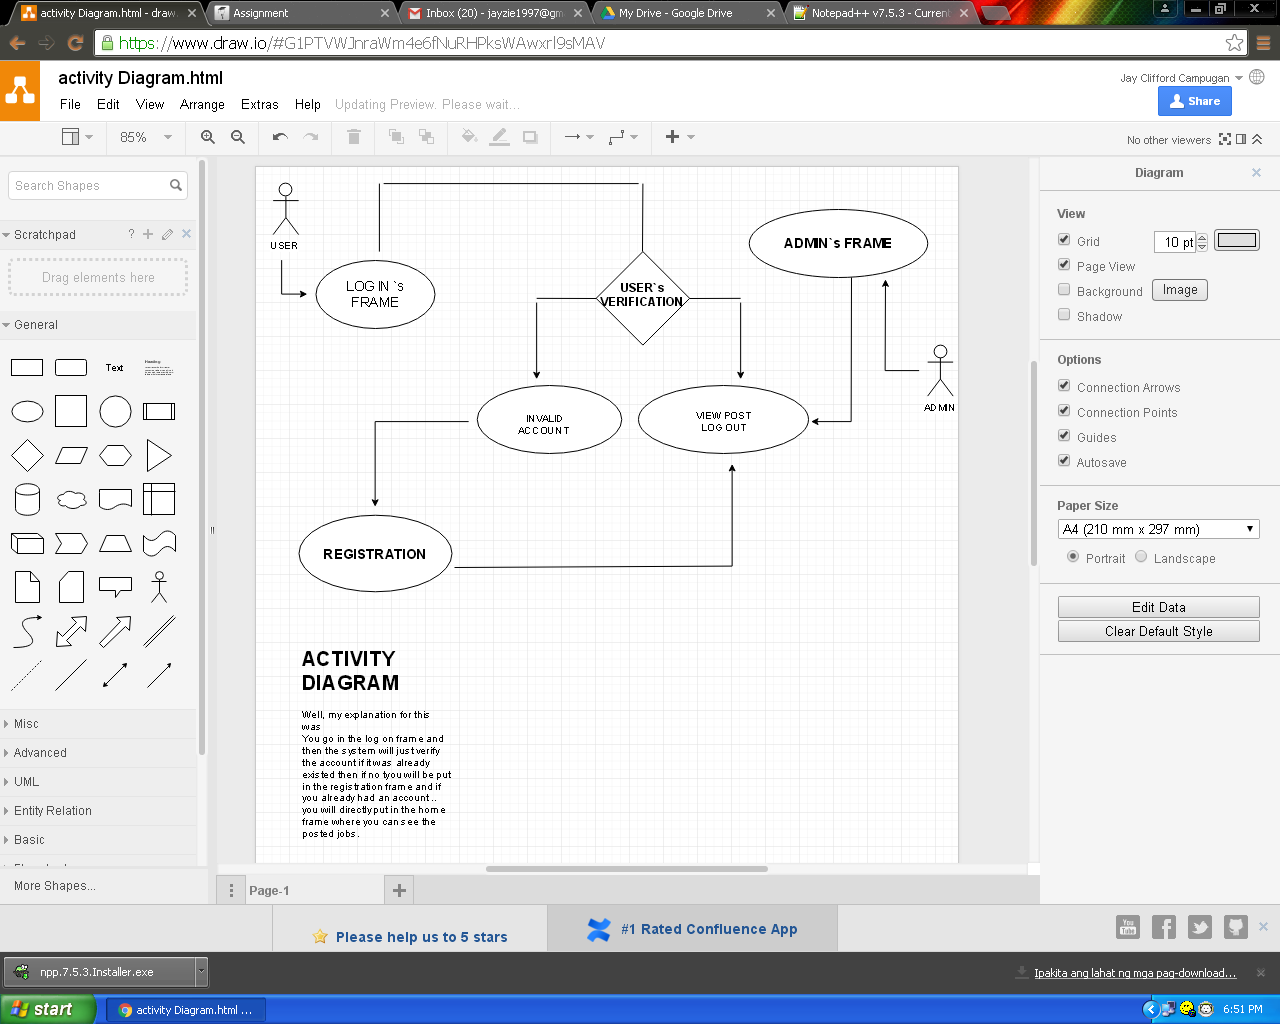 activity Diagram.html - draw.
Assignment
Inbox (20) - jayzie1997@gm
My Drive - Google Drive
Notepad++ v7.5.3 - Current
https://www.draw.io/#G1PTVWJnraWm4e6fNuRHPksWAwxrI9sMAV
activity Diagram.html
Jay Clifford Campugan
File Edit View Arrange Extras Help Updating Preview. Please wait...
Share
85%
No other viewers
Search Shapes
Scratchpad
?
Drag elements here
General
Text
Heading
Misc
Advanced
UML
Entity Relation
Basic
More Shapes...
USER
LOG IN `s
FRAME
USER`s
VERIFICATION
ADMIN`s FRAME
ADMIN
INVALID
ACCOUNT
VIEW POST
LOG OUT
REGISTRATION
ACTIVITY
DIAGRAM
Well, my explanation for this
was
You go in the log on frame and
then the system will just verify
the account if it was already
existed then if no tyou will be put
in the registration frame and if
you already had an account ..
you will directly put in the home
frame where you can see the
posted jobs.
Diagram
View
Grid
10 pt
Page View
Background
Image
Shadow
Options
Connection Arrows
Connection Points
Guides
Autosave
Paper Size
A4 (210 mm x 297 mm)
Portrait Landscape
Edit Data
Clear Default Style
Page-1
Please help us to 5 stars
#1 Rated Confluence App
You
Tube
npp.7.5.3.Installer.exe
Ipakita ang lahat ng mga pag-download...
start
activity Diagram.html ...
6:51 PM